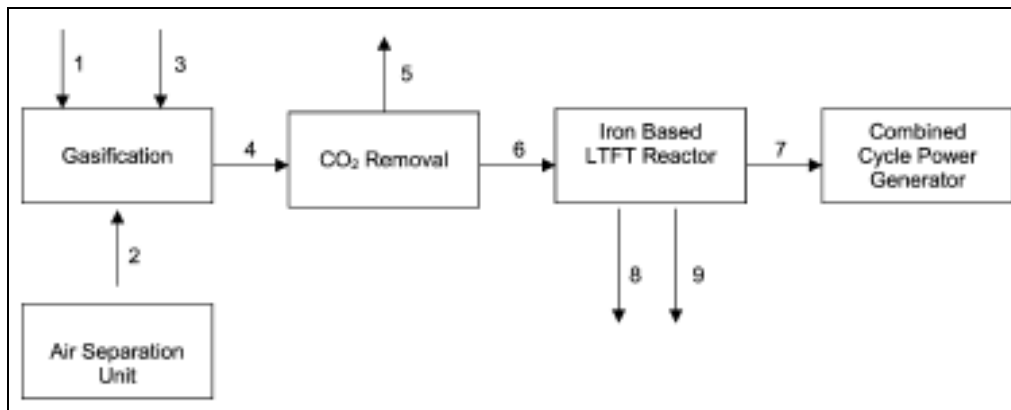 1
3
5
Gasification
4
CO₂ Removal
6
Iron Based
LTFT Reactor
7
Combined
Cycle Power
Generator
2
8
9
Air Separation
Unit